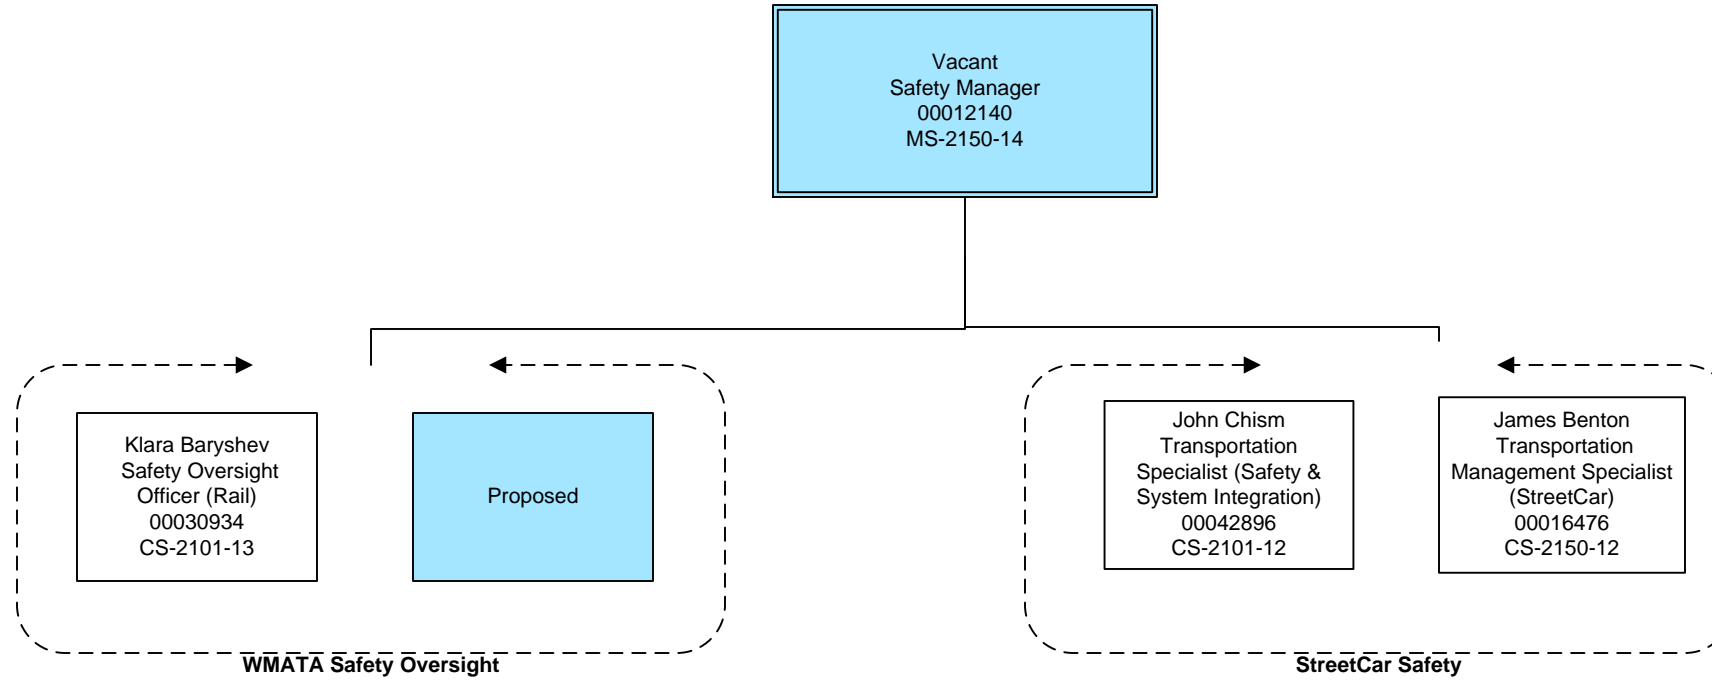 Vacant
Safety Manager
00012140
MS-2150-14
Klara Baryshev
Safety Oversight
Officer (Rail)
00030934
CS-2101-13
Proposed
WMATA Safety Oversight
John Chism
Transportation
Specialist (Safety &
System Integration)
00042896
CS-2101-12
James Benton
Transportation
Management Specialist
(StreetCar)
00016476
CS-2150-12
StreetCar Safety